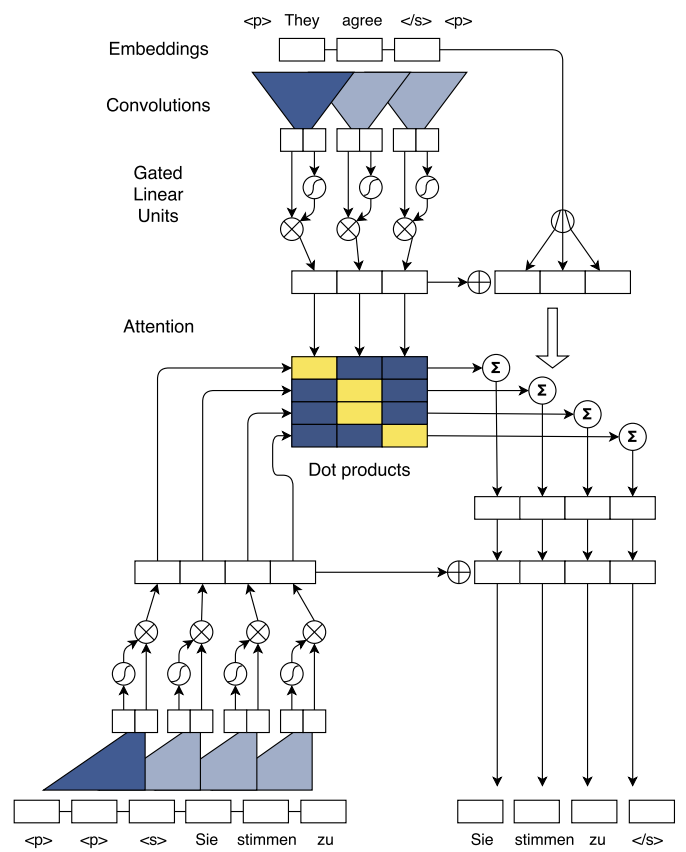 <p> They agree </s> <p>
Embeddings
Convolutions
Gated
Linear
Units
Attention
Σ
Σ
Σ
Σ
Dot products
<p> <p> <s> Sie stimmen zu
Sie stimmen zu </s>